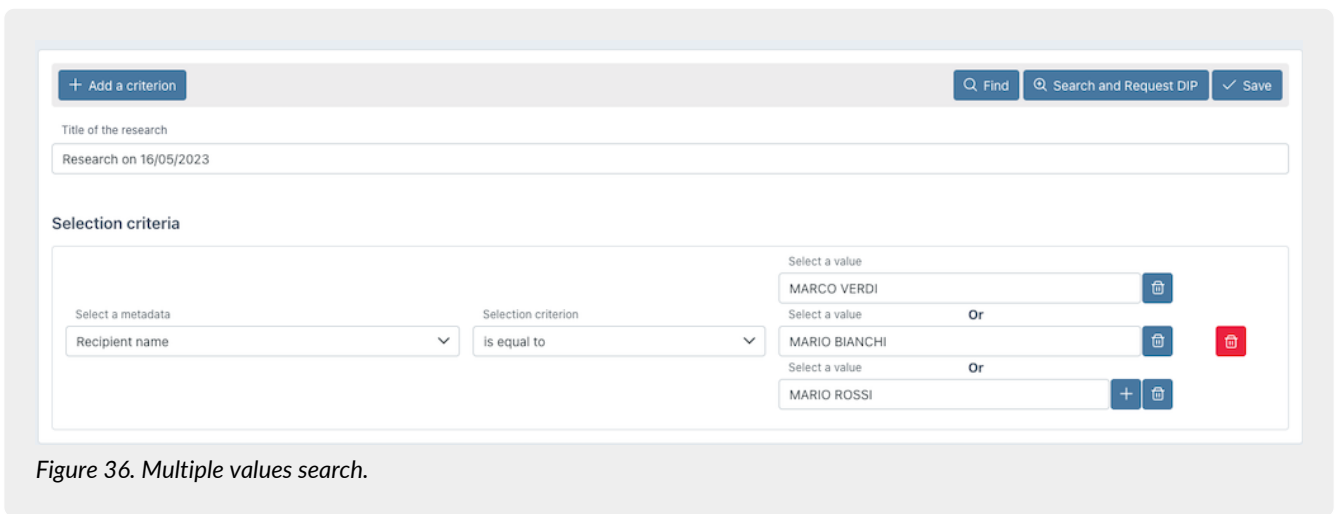 Add a criterion
Find
Search and Request DIP
Save
Title of the research
Research on 16/05/2023
Selection criteria
Select a metadata
Recipient name
Selection criterion
is equal to
Select a value
MARCO VERDI
Select a value Or
MARIO BIANCHI
Select a value Or
MARIO ROSSI
Figure 36. Multiple values search.